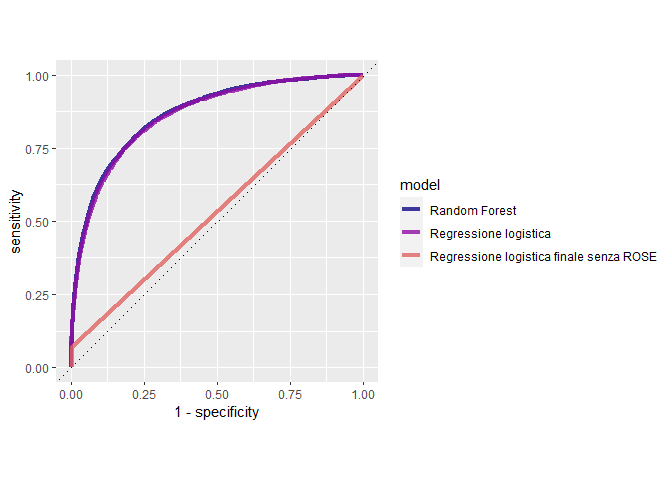 1.00
0.75
0.50
0.25
0.00
sensitivity
0.00 0.25 0.50 0.75 1.00
1 - specificity
model
Random Forest
Regressione logistica
Regressione logistica finale senza ROSE